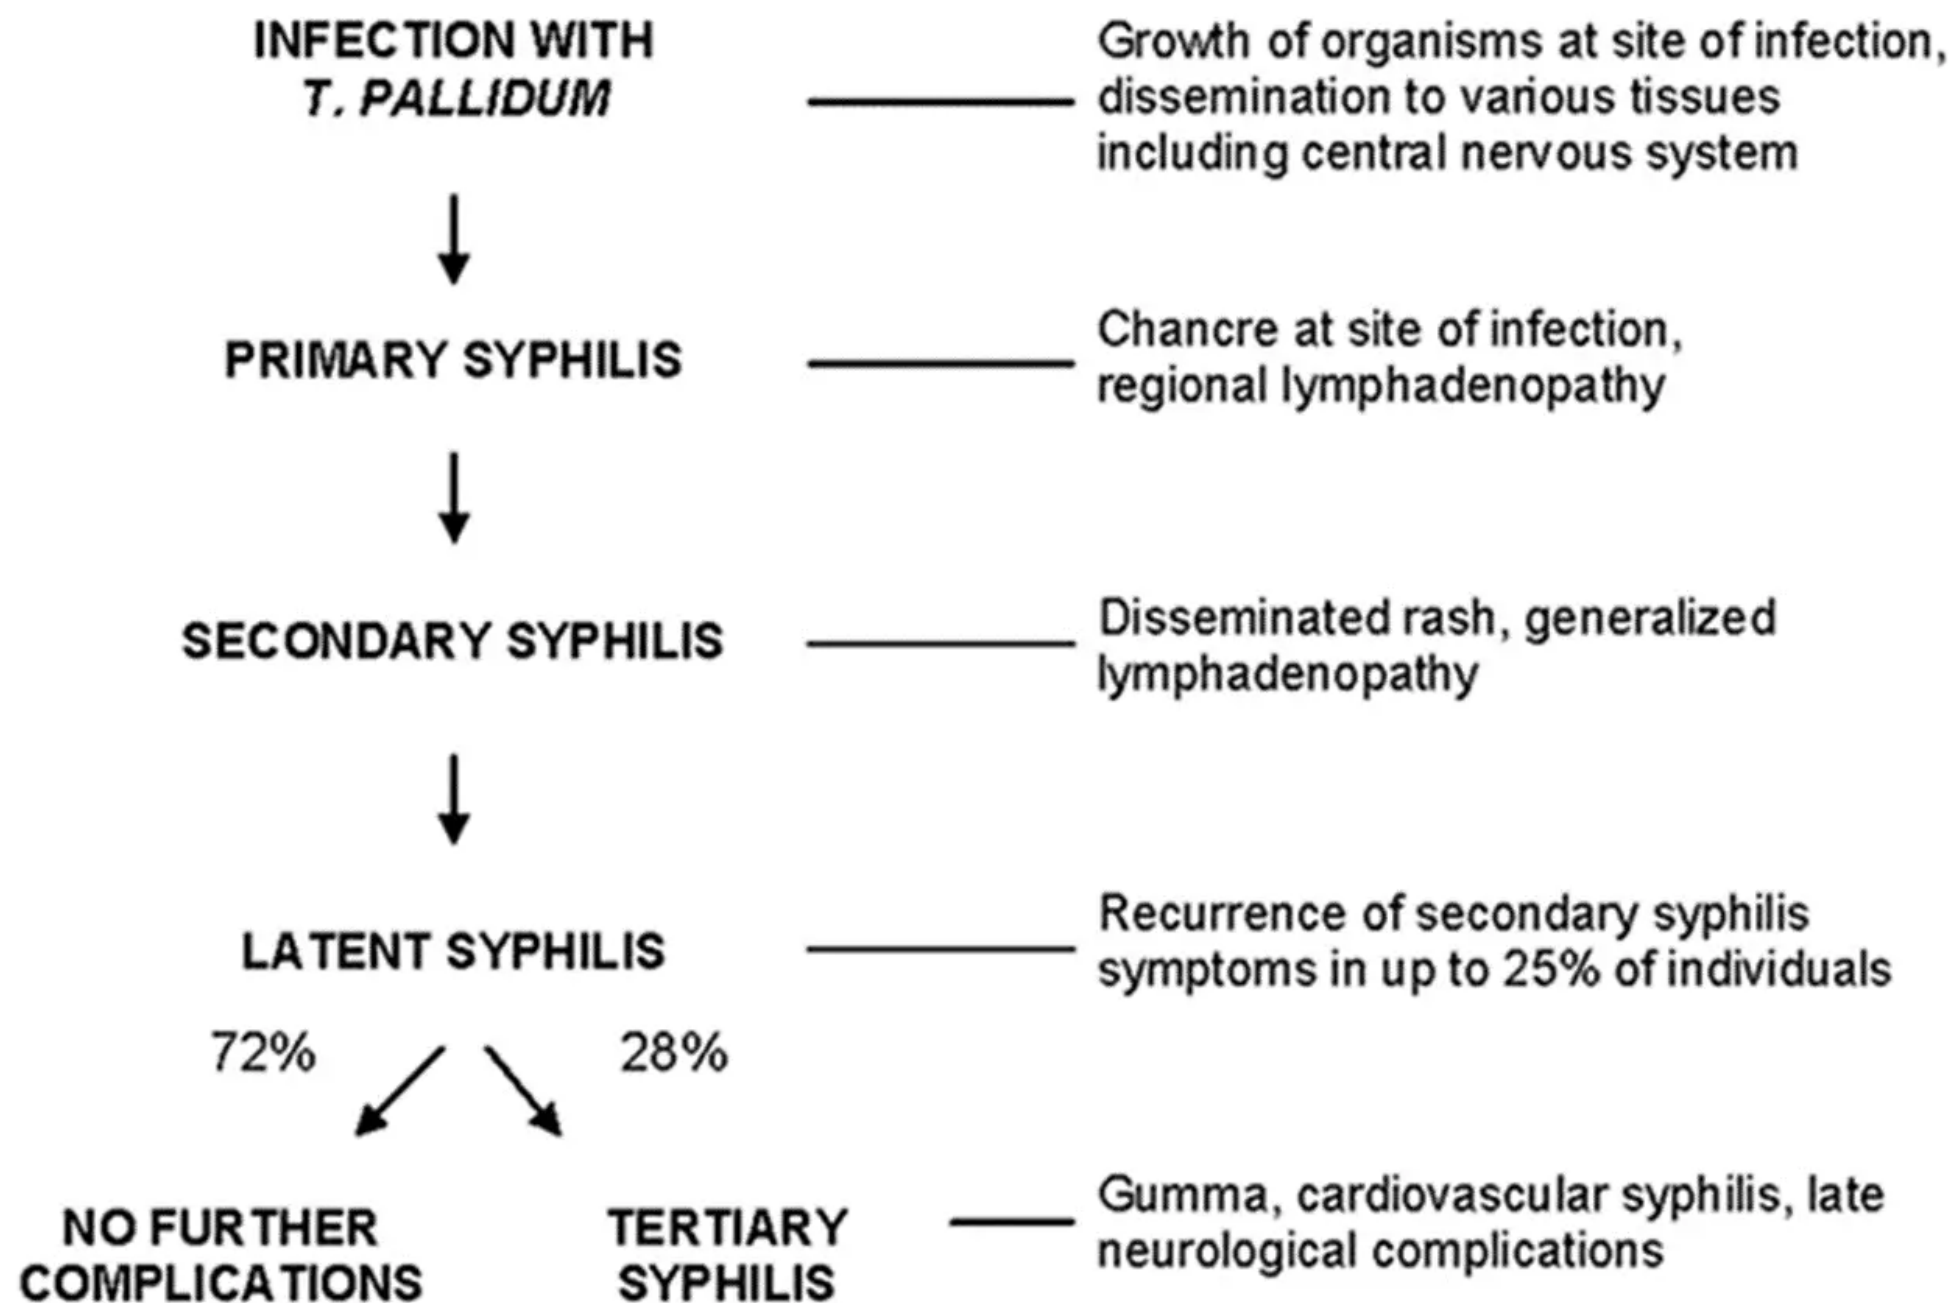 INFECTION WITH
T. PALLIDUM
Growth of organisms at site of infection,
dissemination to various tissues
including central nervous system
PRIMARY SYPHILIS
Chancre at site of infection,
regional lymphadenopathy
SECONDARY SYPHILIS
Disseminated rash, generalized
lymphadenopathy
LATENT SYPHILIS
Recurrence of secondary syphilis
symptoms in up to 25% of individuals
72%
28%
NO FURTHER
COMPLICATIONS
TERTIARY
SYPHILIS
Gumma, cardiovascular syphilis, late
neurological complications